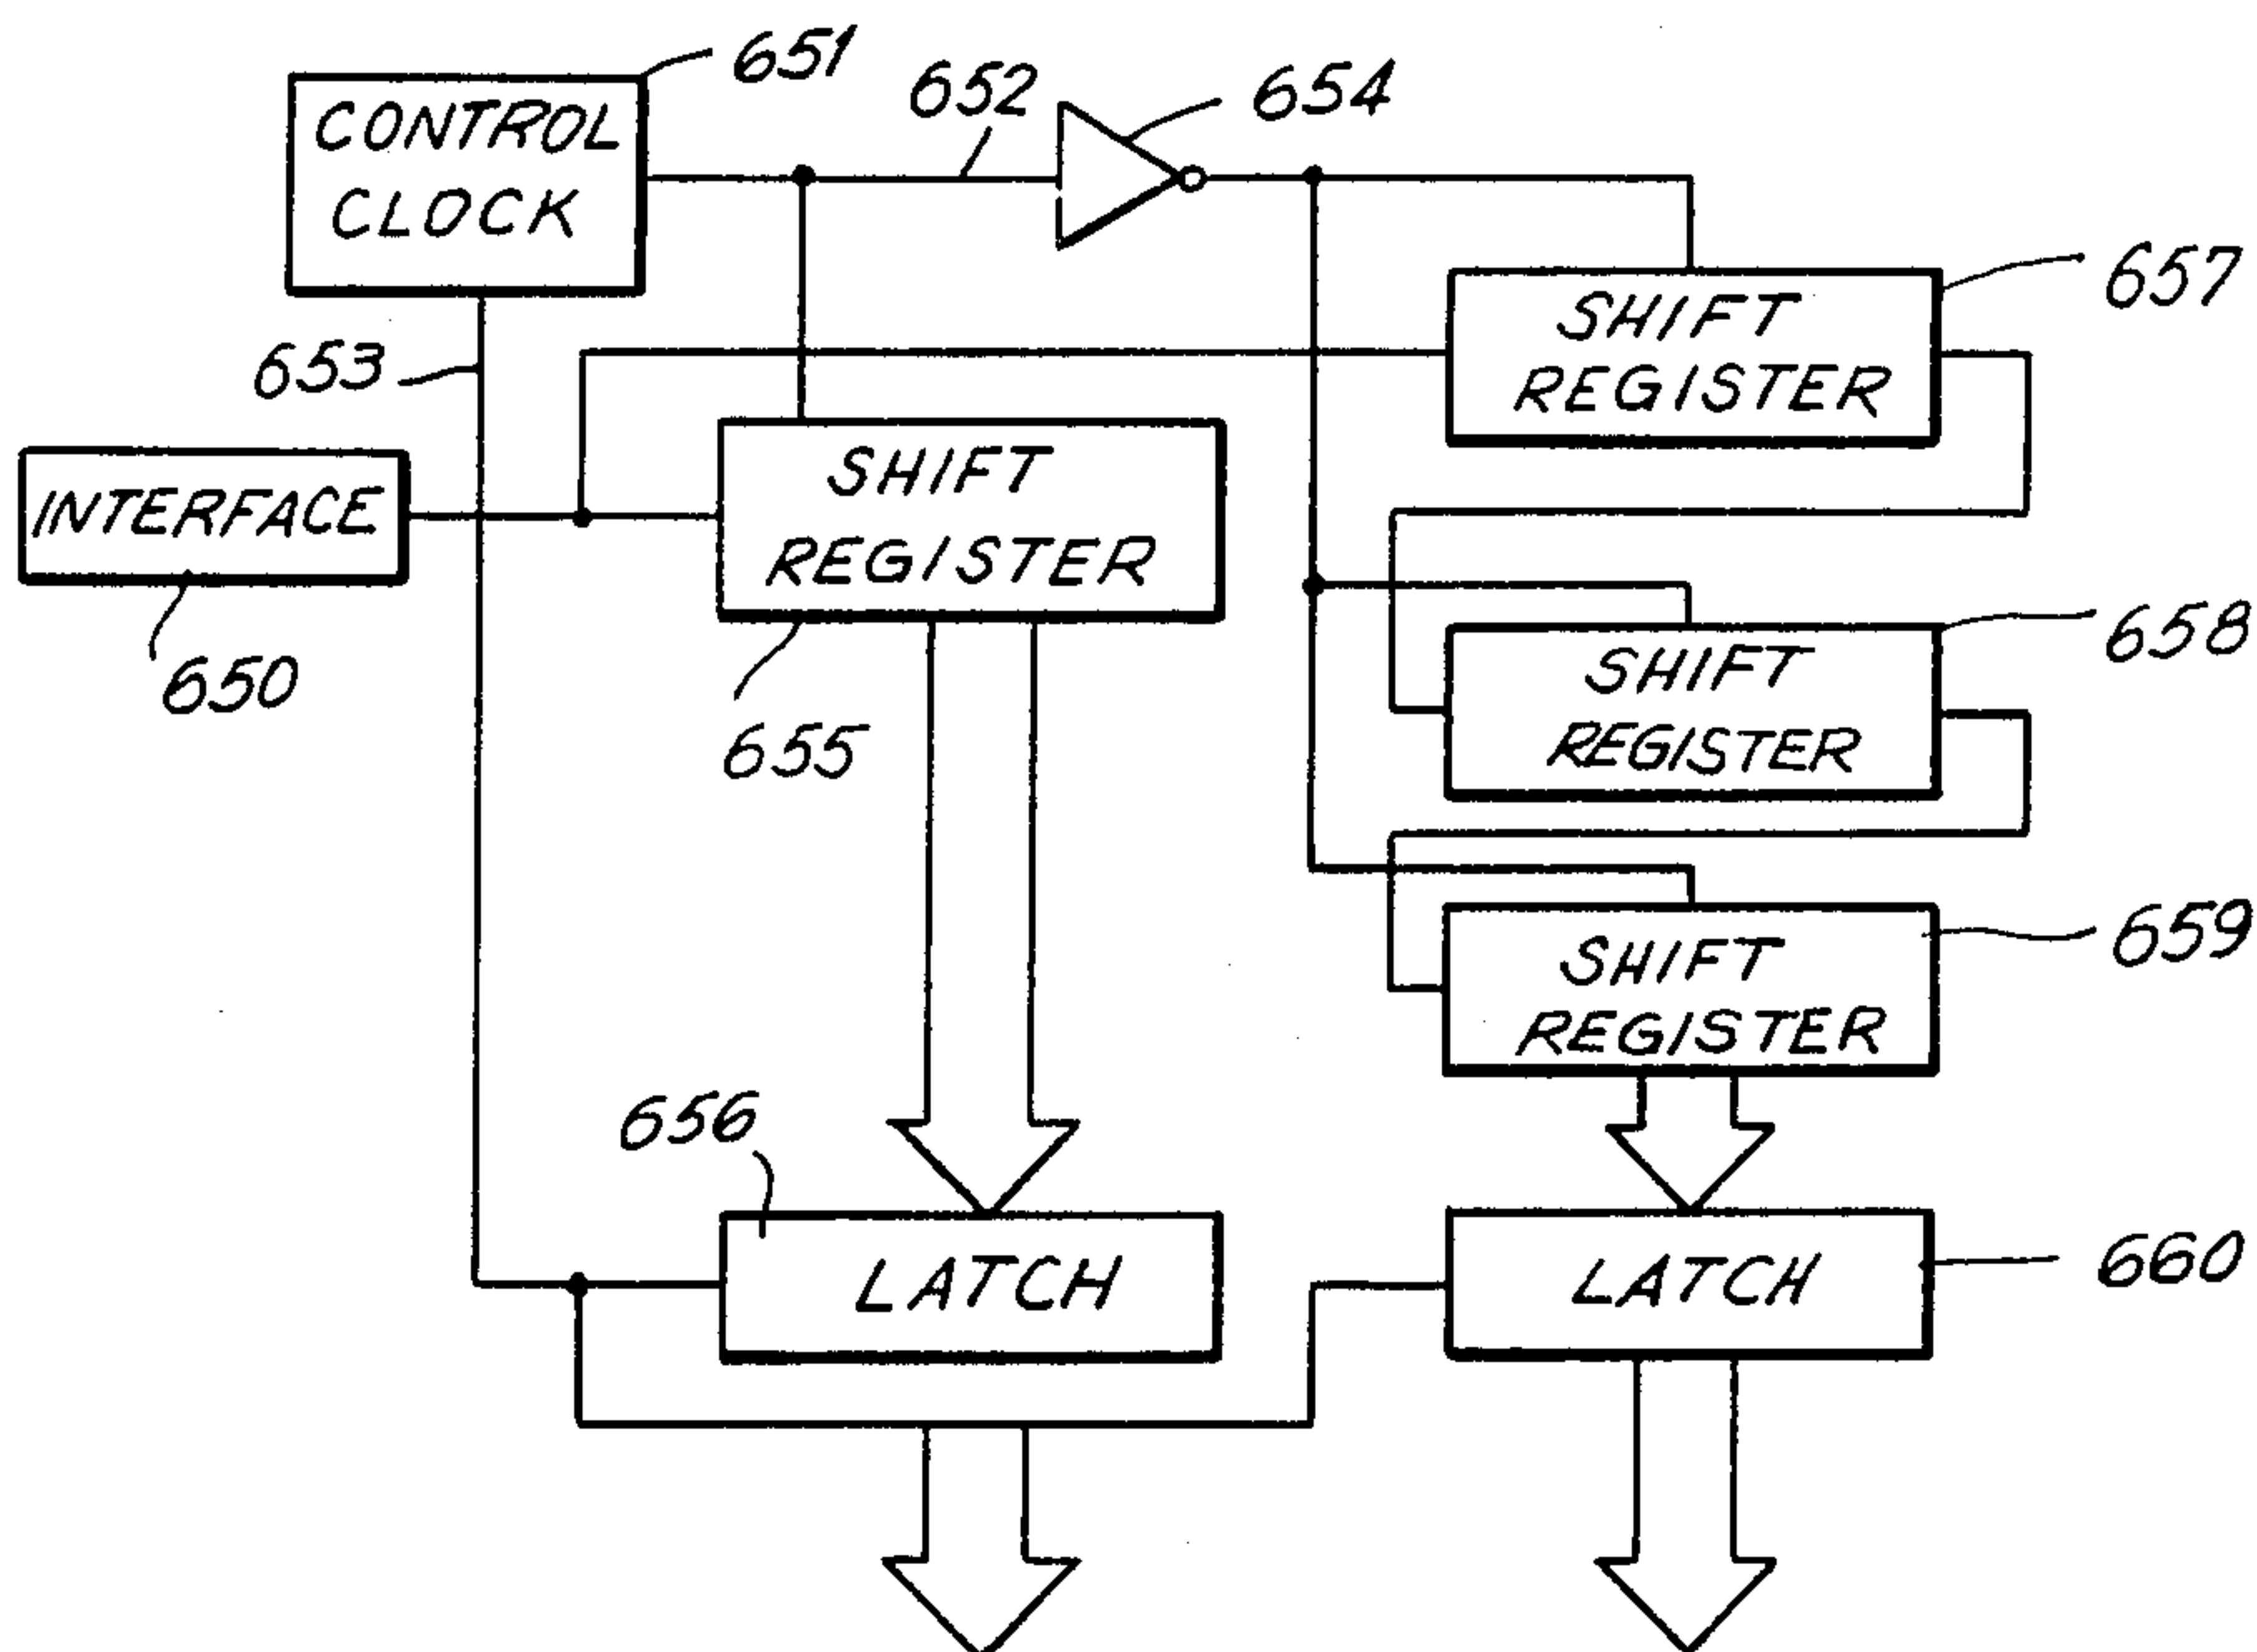 651
CONTROL
CLOCK
652
654
657
SHIFT
REGISTER
653
INTERFACE
650
SHIFT
REGISTER
655
658
SHIFT
REGISTER
659
SHIFT
REGISTER
656
LATCH
LATCH
660